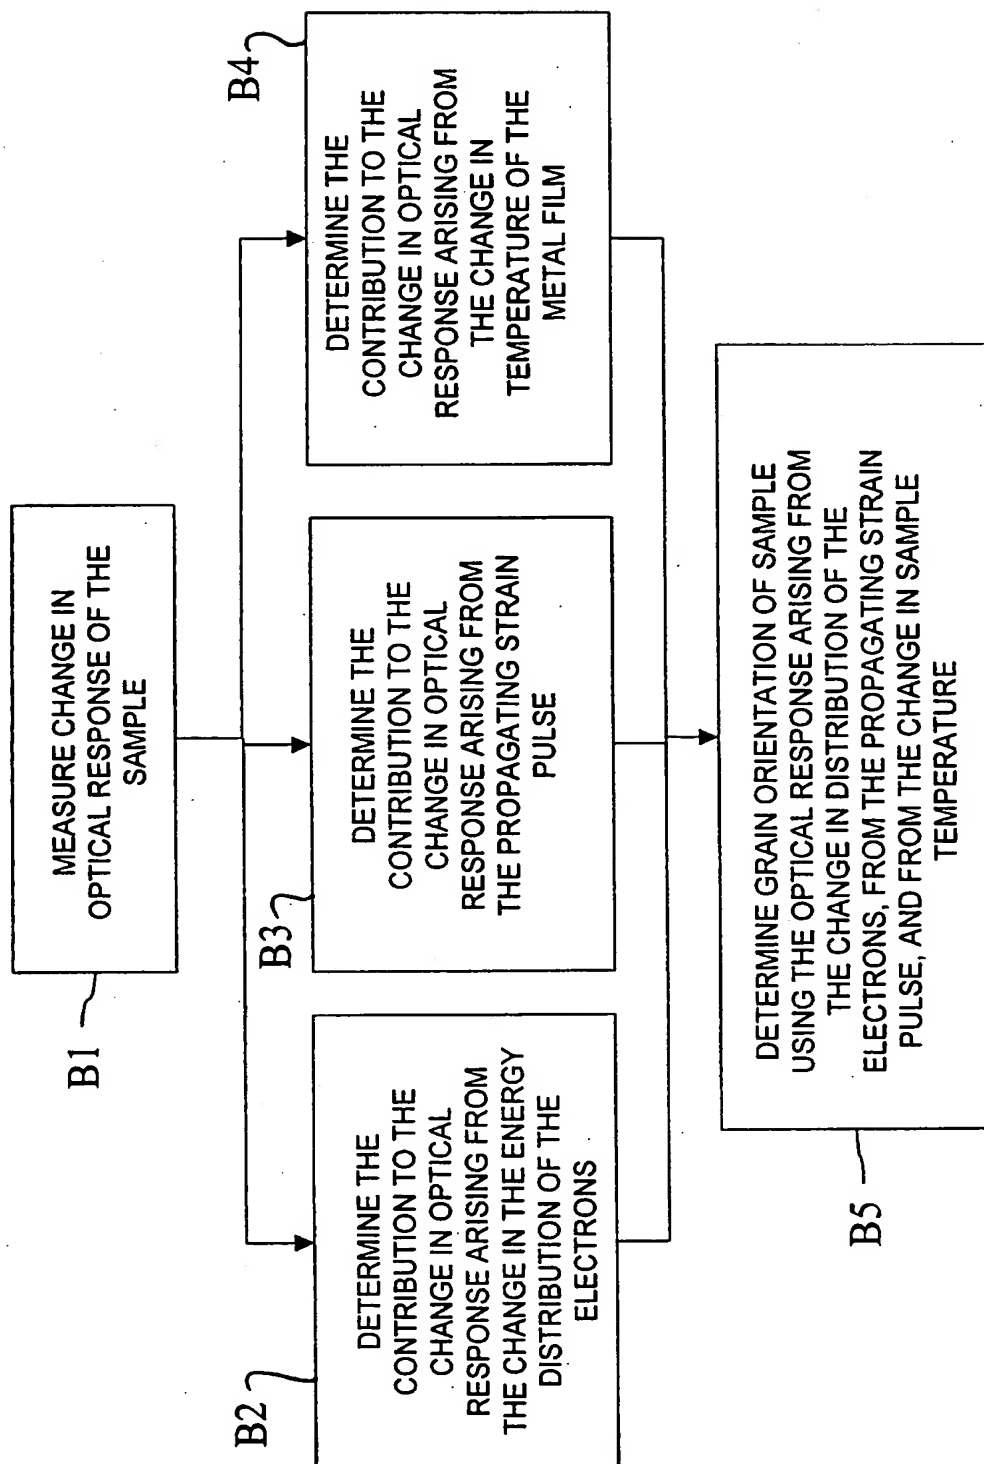 B1
MEASURE CHANGE IN
OPTICAL RESPONSE OF THE
SAMPLE
B2
DETERMINE THE
CONTRIBUTION TO THE
CHANGE IN OPTICAL
RESPONSE ARISING FROM
THE CHANGE IN THE ENERGY
DISTRIBUTION OF THE
ELECTRONS
B3
DETERMINE THE
CONTRIBUTION TO THE
CHANGE IN OPTICAL
RESPONSE ARISING FROM
THE PROPAGATING STRAIN
PULSE
B4
DETERMINE THE
CONTRIBUTION TO THE
CHANGE IN OPTICAL
RESPONSE ARISING FROM
THE CHANGE IN
TEMPERATURE OF THE
METAL FILM
B5
DETERMINE GRAIN ORIENTATION OF SAMPLE
USING THE OPTICAL RESPONSE ARISING FROM
THE CHANGE IN DISTRIBUTION OF THE
ELECTRONS, FROM THE PROPAGATING STRAIN
PULSE, AND FROM THE CHANGE IN SAMPLE
TEMPERATURE